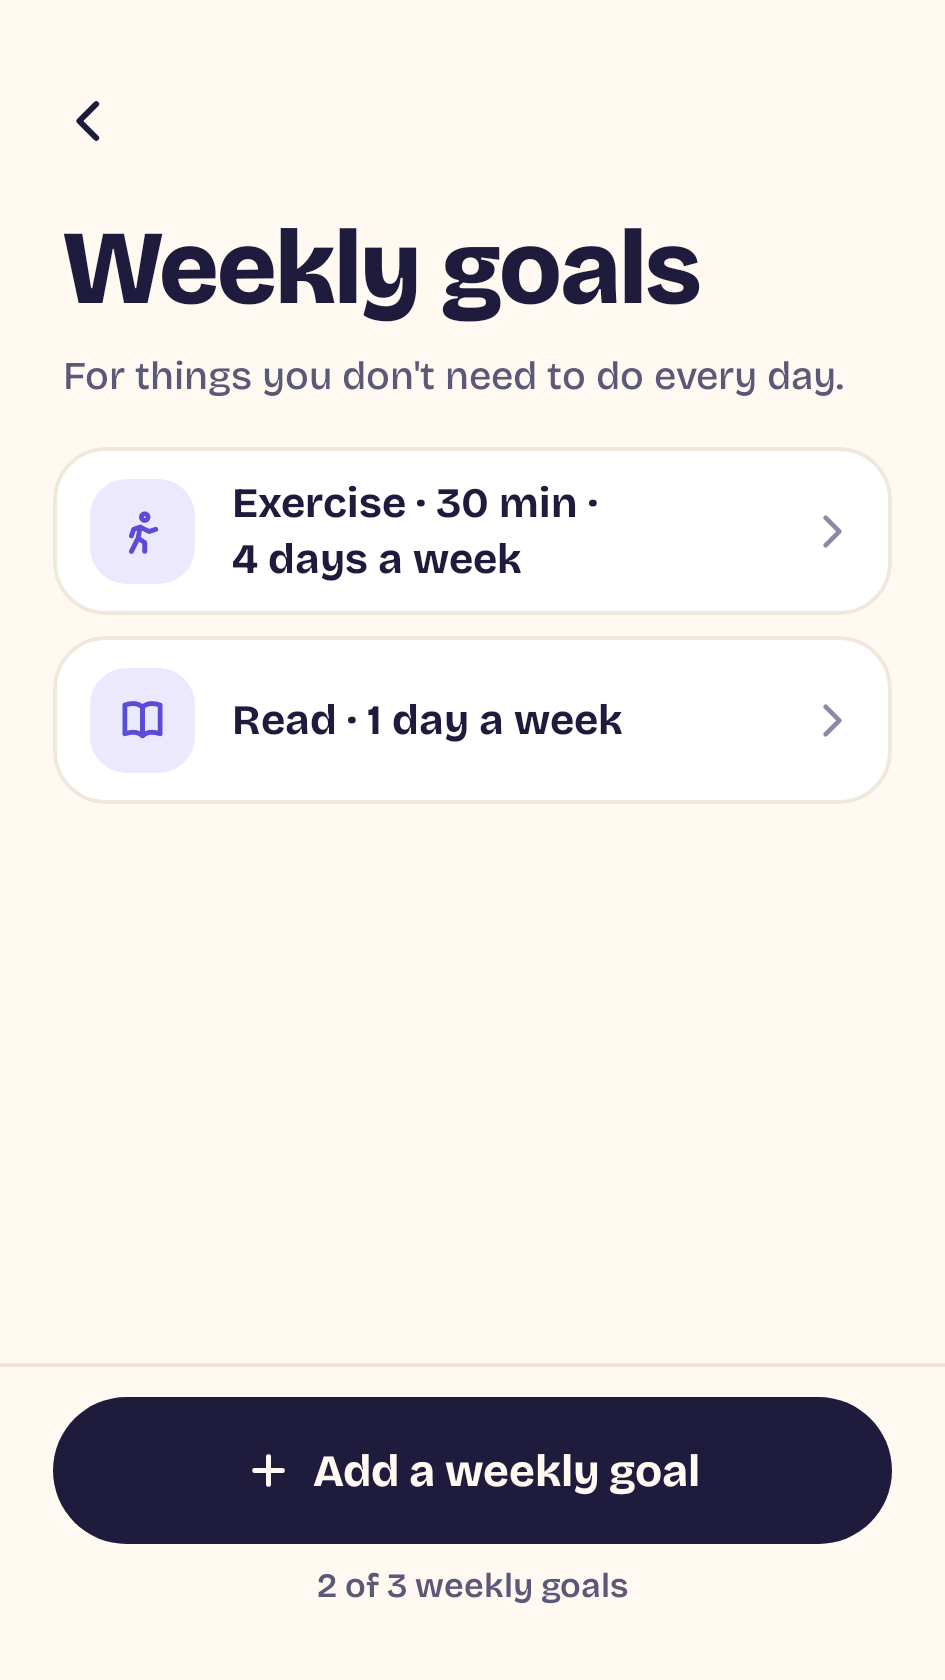 Weekly goals
For things you don't need to do every day.
Exercise · 30 min ·
4 days a week
Read · 1 day a week
+ Add a weekly goal
2 of 3 weekly goals